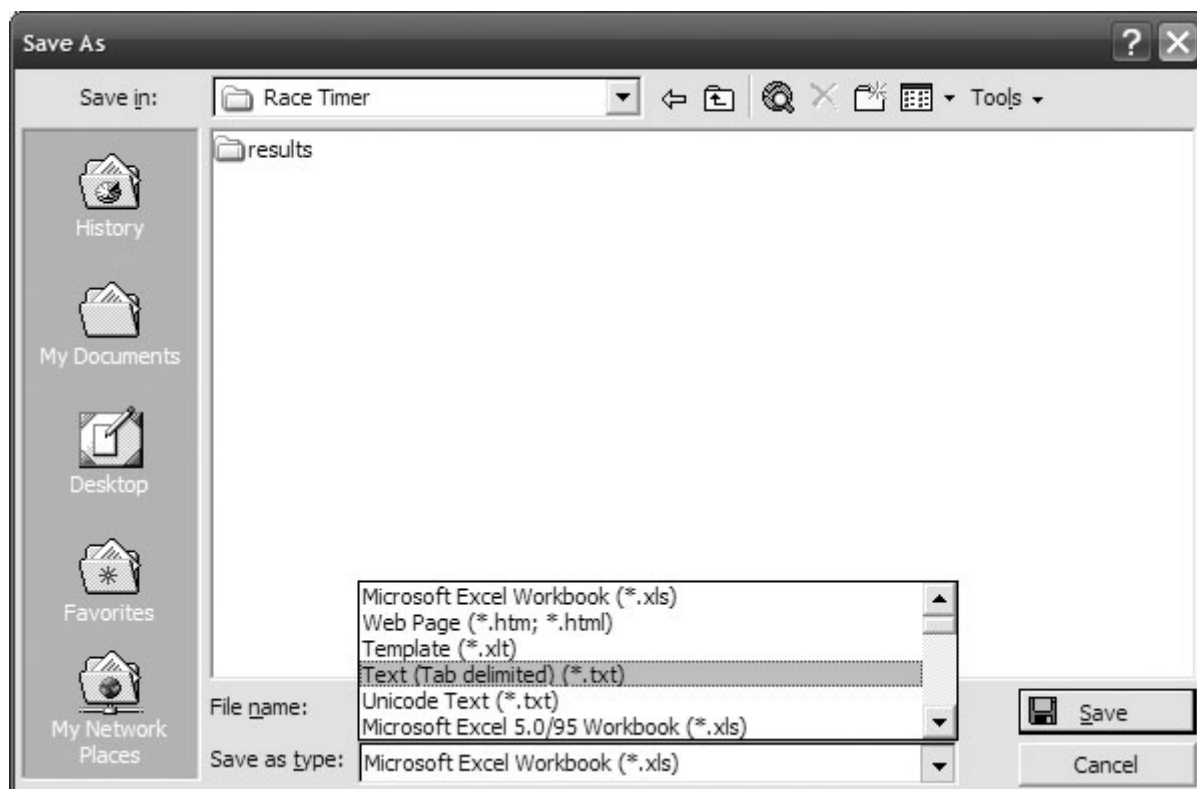 Save As
Save in: Race Timer Tools
results
History
My Documents
Desktop
Favorites
My Network
Places
Microsoft Excel Workbook (*.xls)
Web Page (*.htm; *.html)
Template (*.xlt)
Text (Tab delimited) (*.txt)
Unicode Text (*.txt)
Microsoft Excel 5.0/95 Workbook (*.xls)
File name:
Save
Save as type: Microsoft Excel Workbook (*.xls)
Cancel